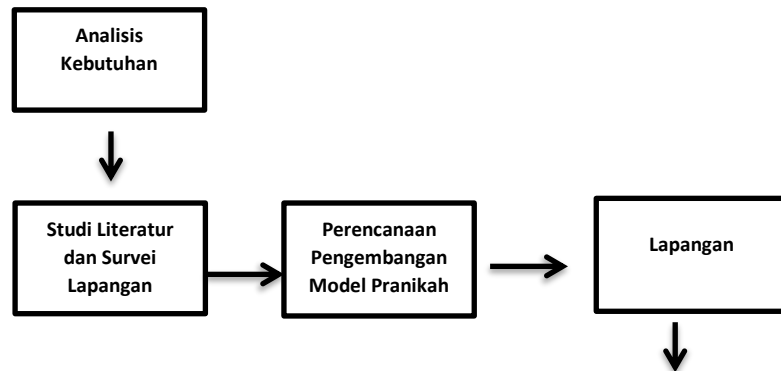 Analisis
Kebutuhan
Studi Literatur
dan Survei
Lapangan
Perencanaan
Pengembangan
Model Pranikah
Lapangan